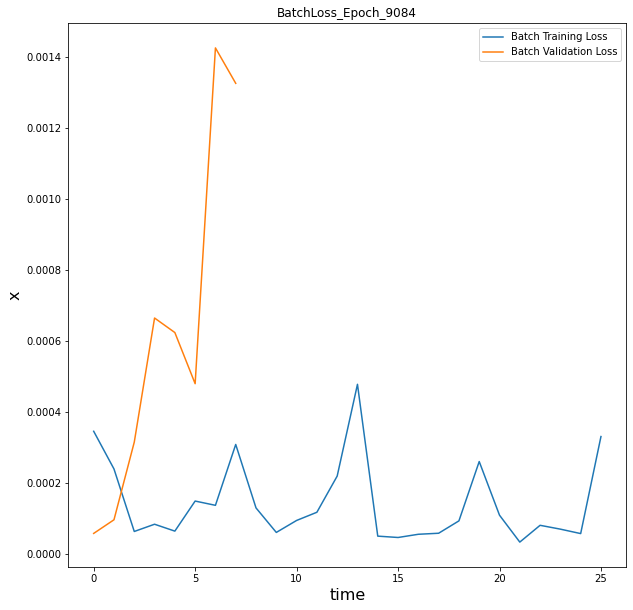 BatchLoss_Epoch_9084
Batch Training Loss
Batch Validation Loss
0.0014
0.0012
0.0010
0.0008
0.0006
0.0004
0.0002
0.0000
x
0 5 10 15 20 25
time